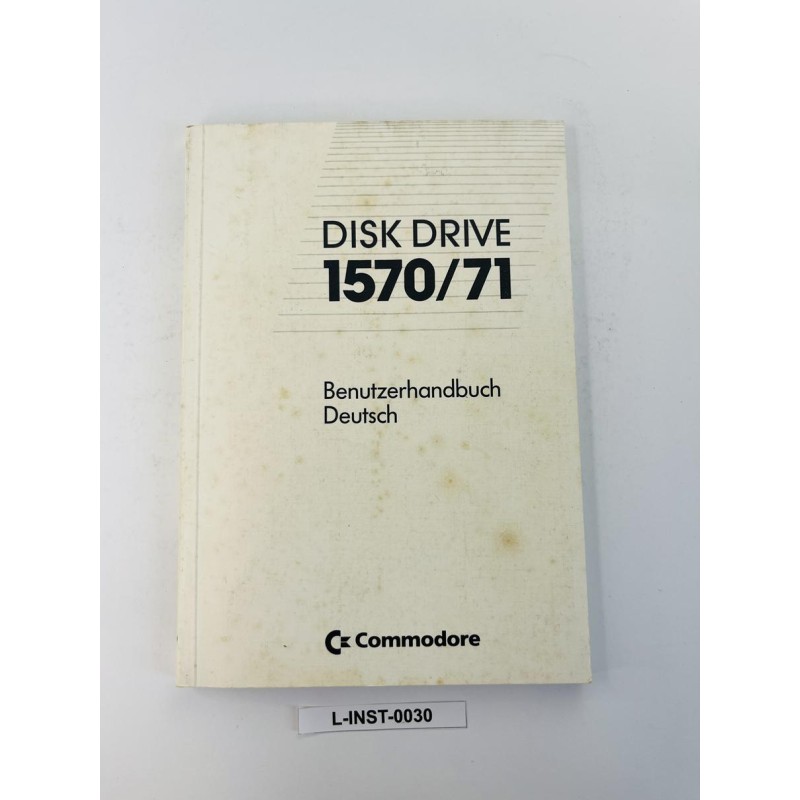 DISK DRIVE
1570/71
Benutzerhandbuch
Deutsch
Commodore
L-INST-0030